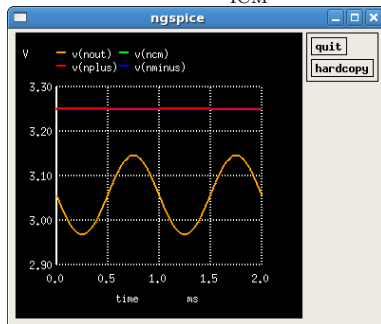 ICM
ngspice
quit
hardcopy
V v(nout) v(ncm)
v(nplus) v(nminus)
3.30
3.20
3.10
3.00
2.90
0.0 0.5 1.0 1.5 2.0
time ms